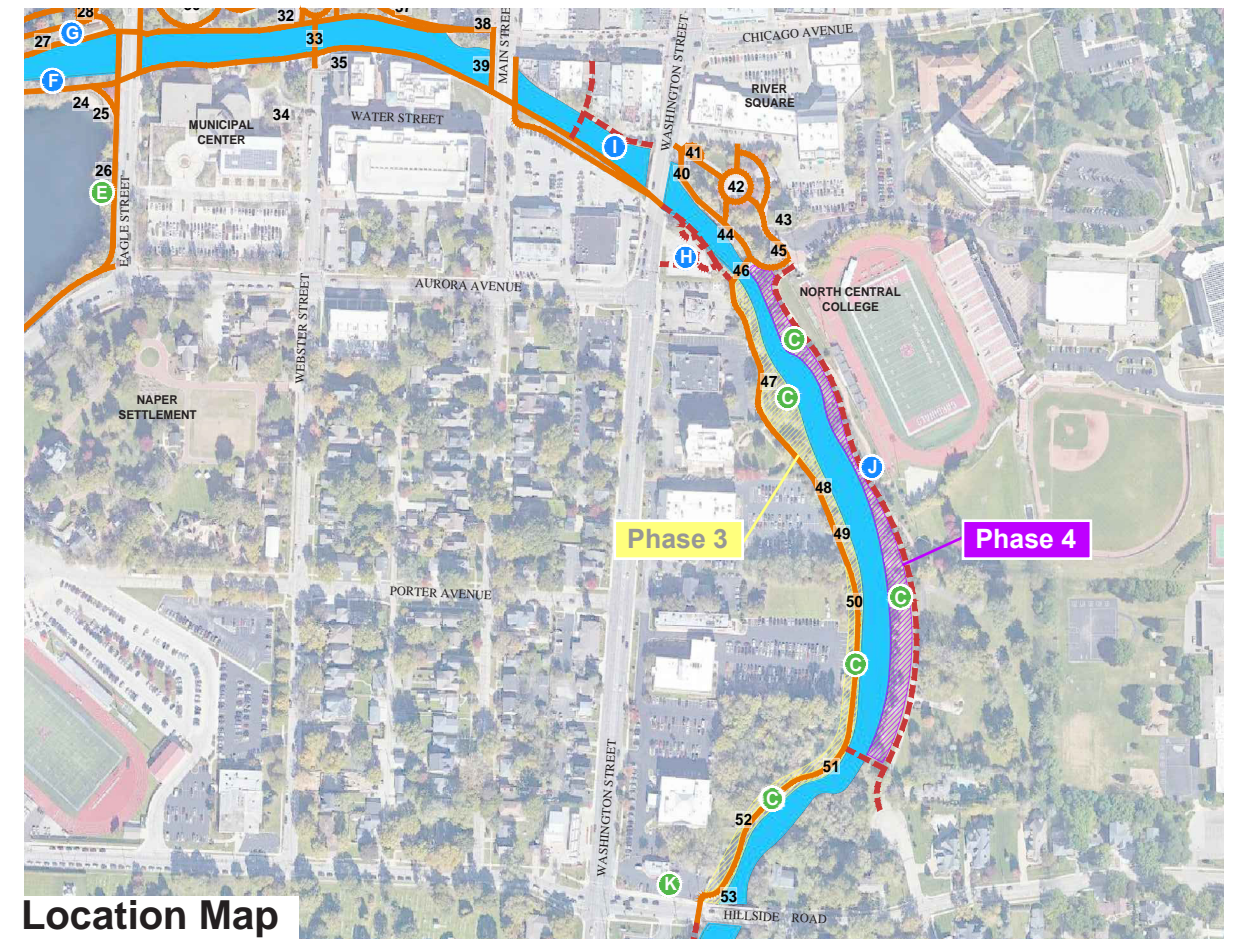 28
32
37
38
27
G
33
MAIN STREE
WASHINGTON STREET
CHICAGO AVENUE
F
35
39
24
25
34
WATER STREET
RIVER
SQUARE
MUNICIPAL
CENTER
I
41
40
26
E
42
EAGLE STREET
43
44
45
H
46
AURORA AVENUE
NORTH CENTRAL
COLLEGE
WEBSTER STREET
C
47
C
NAPER
SETTLEMENT
J
48
Phase 3
49
Phase 4
PORTER AVENUE
50
C
C
51
WASHINGTON STREET
C
52
K
53
HILLSIDE ROAD
Location Map